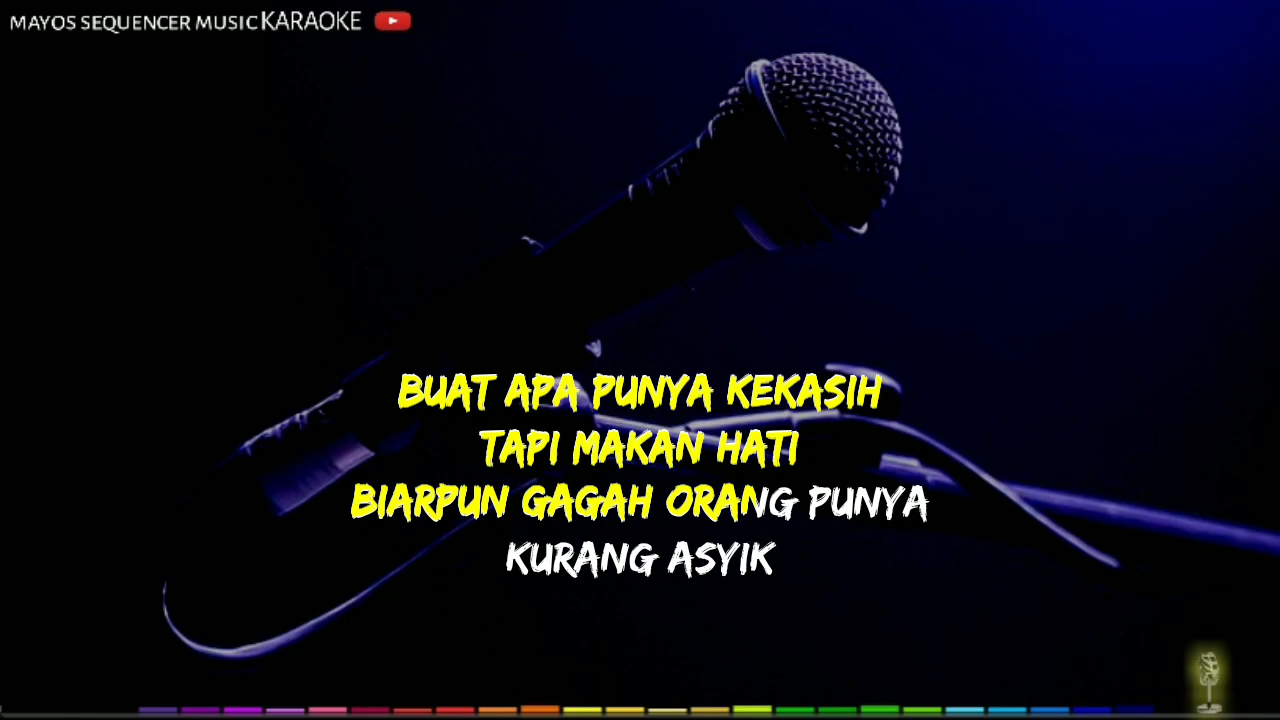 MAYOS SEQUENCER MUSIC KARAOKE
BUAT APA PUNYA KEKASIH
TAPI MAKAN HATI
BIARPUN GAGAH ORANG PUNYA
KURANG ASYIK